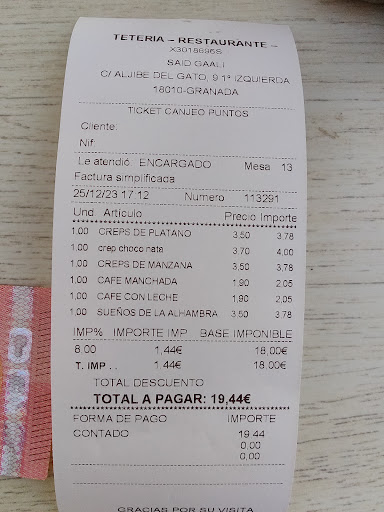 TETERIA - RESTAURANTE -
X3018696S
SAID GAALI
C/ ALJIBE DEL GATO, 9 1ª IZQUIERDA
18010-GRANADA
TICKET CANJEO PUNTOS
Cliente:
Nif:
Le atendió ENCARGADO Mesa 13
Factura simplificada
25/12/23 17:12 Numero 113291
Und Artículo Precio Importe
1.00 CREPS DE PLATANO 3.50 3.78
1.00 crep choco nata 3.70 4.00
1.00 CREPS DE MANZANA 3.50 3.78
1.00 CAFE MANCHADA 1.90 2.05
1.00 CAFE CON LECHE 1.90 2.05
1.00 SUEÑOS DE LA ALHAMBRA 3.50 3.78
IMP% IMPORTE IMP BASE IMPONIBLE
8.00 1,44€ 18,00€
T. IMP . . 1,44€ 18,00€
TOTAL DESCUENTO
TOTAL A PAGAR: 19,44€
FORMA DE PAGO IMPORTE
CONTADO 19.44
0,00
0,00
GRACIAS POR SU VISITA